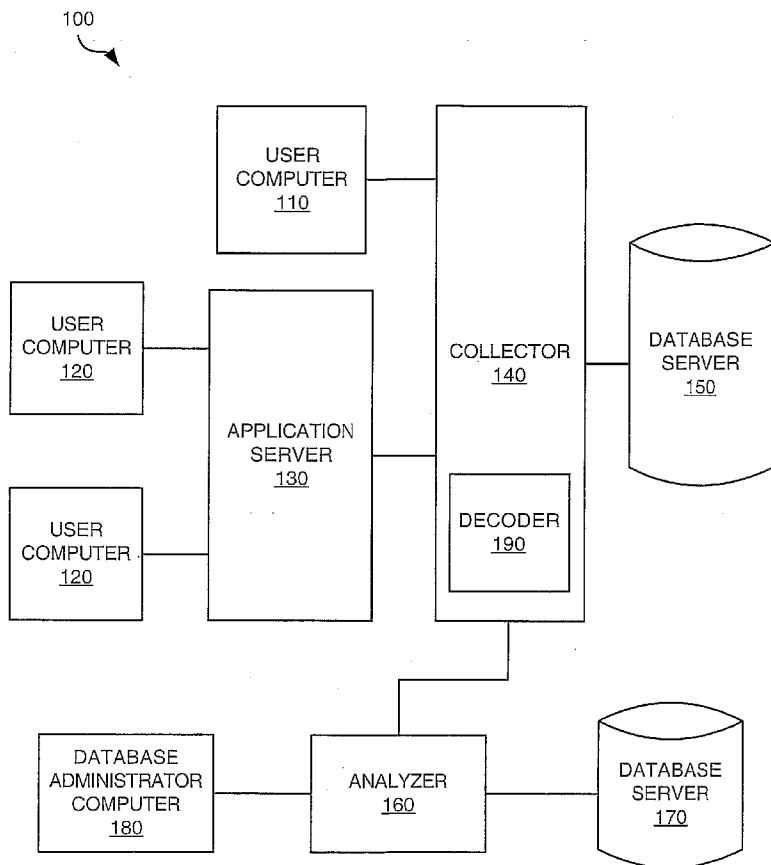 100
USER
COMPUTER
110
USER
COMPUTER
120
APPLICATION
SERVER
130
COLLECTOR
140
DATABASE
SERVER
150
USER
COMPUTER
120
DECODER
190
DATABASE
ADMINISTRATOR
COMPUTER
180
ANALYZER
160
DATABASE
SERVER
170